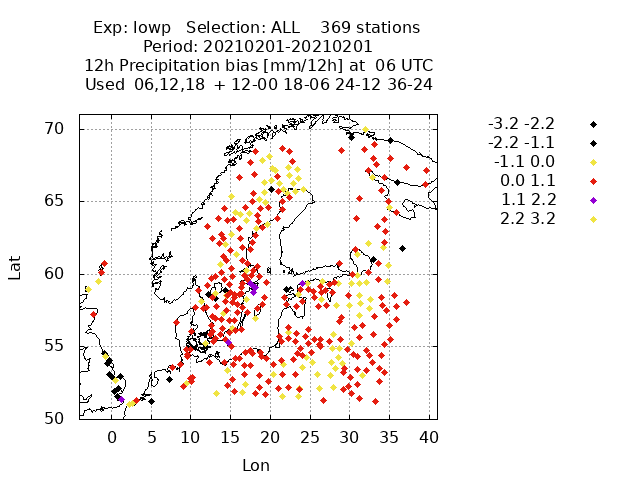 Exp: lowp   Selection: ALL    369 stations
Period: 20210201-20210201
12h Precipitation bias [mm/12h] at  06 UTC
Used  06,12,18  + 12-00 18-06 24-12 36-24
-3.2 -2.2
-2.2 -1.1
-1.1 0.0
0.0 1.1
1.1 2.2
2.2 3.2
70
65
60
55
50
Lat
0 5 10 15 20 25 30 35 40
Lon